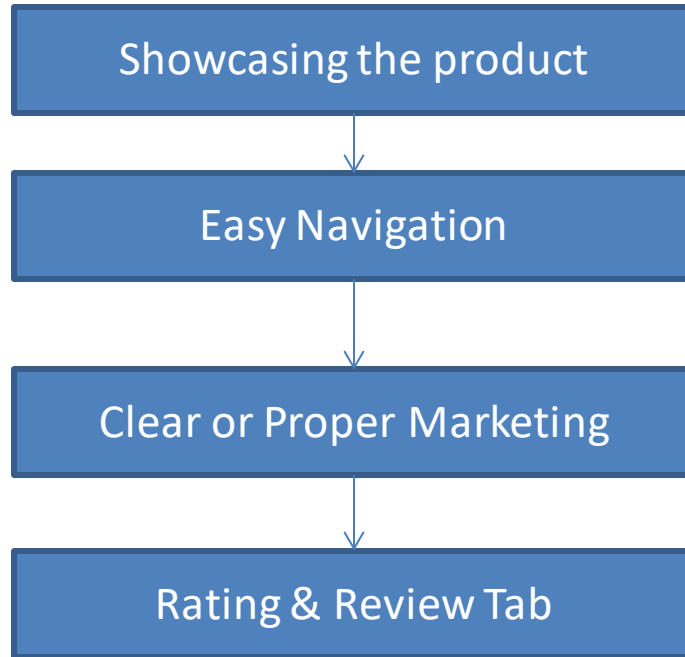 Showcasing the product
Easy Navigation
Clear or Proper Marketing
Rating & Review Tab